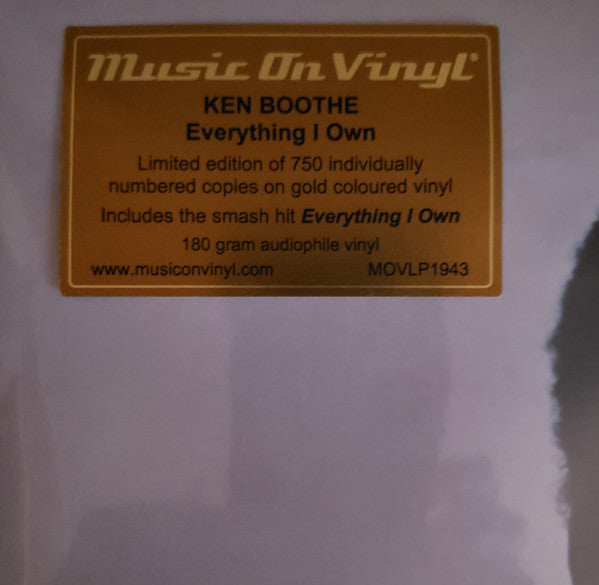 Music On Vinyl®
KEN BOOTHE
Everything I Own
Limited edition of 750 individually
numbered copies on gold coloured vinyl
Includes the smash hit Everything I Own
180 gram audiophile vinyl
www.musiconvinyl.com MOVLP1943